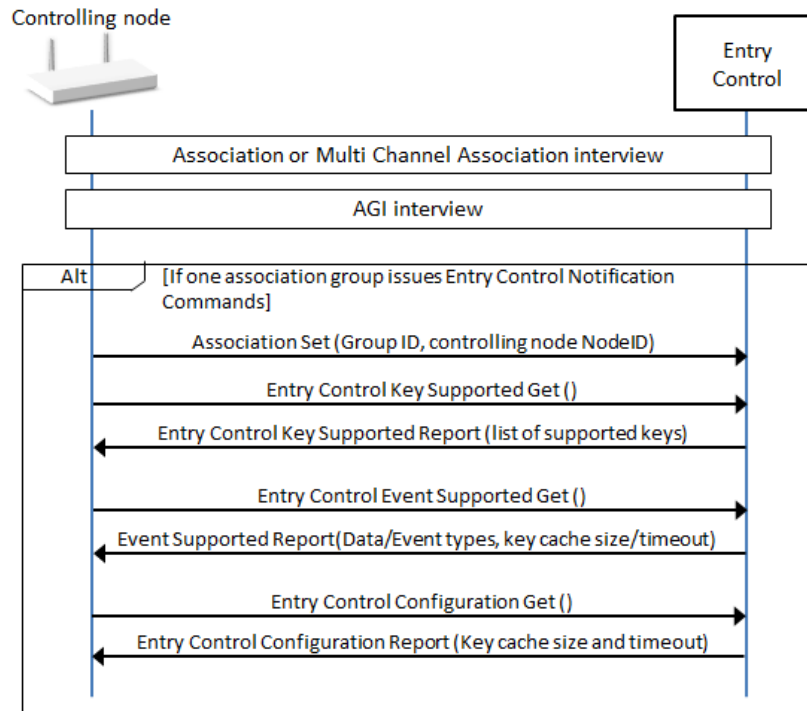 Controlling node
Entry
Control
Association or Multi Channel Association interview
AGI interview
Alt
[If one association group issues Entry Control Notification
Commands]
Association Set (Group ID, controlling node NodeID)
Entry Control Key Supported Get ()
Entry Control Key Supported Report (list of supported keys)
Entry Control Event Supported Get ()
Event Supported Report(Data/Event types, key cache size/timeout)
Entry Control Configuration Get ()
Entry Control Configuration Report (Key cache size and timeout)